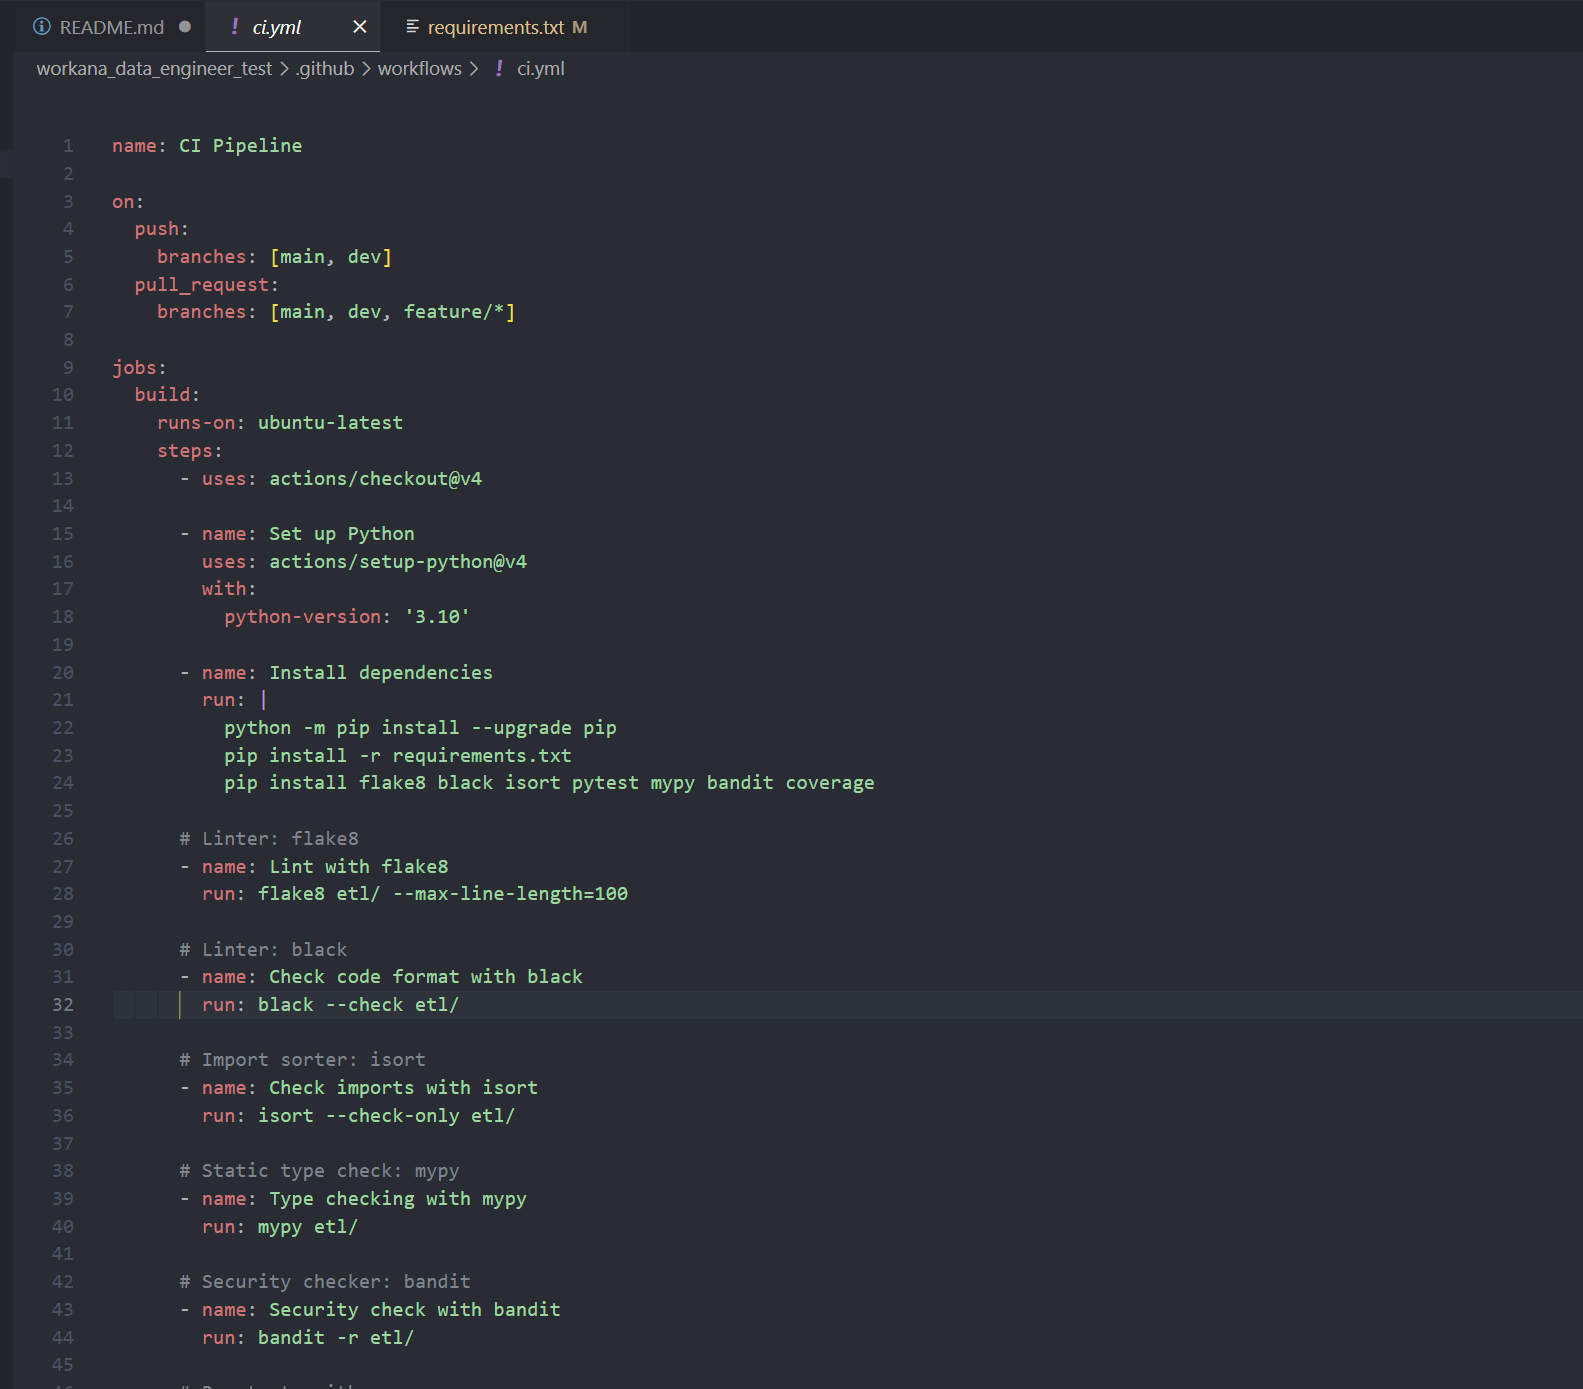 README.md ci.yml requirements.txt M
workana_data_engineer_test > .github > workflows > ! ci.yml
1 name: CI Pipeline
2
3 on:
4   push:
5     branches: [main, dev]
6   pull_request:
7     branches: [main, dev, feature/*]
8
9 jobs:
10   build:
11     runs-on: ubuntu-latest
12     steps:
13       - uses: actions/checkout@v4
14
15       - name: Set up Python
16         uses: actions/setup-python@v4
17         with:
18           python-version: '3.10'
19
20       - name: Install dependencies
21         run: |
22           python -m pip install --upgrade pip
23           pip install -r requirements.txt
24           pip install flake8 black isort pytest mypy bandit coverage
25
26       # Linter: flake8
27       - name: Lint with flake8
28         run: flake8 etl/ --max-line-length=100
29
30       # Linter: black
31       - name: Check code format with black
32         run: black --check etl/
33
34       # Import sorter: isort
35       - name: Check imports with isort
36         run: isort --check-only etl/
37
38       # Static type check: mypy
39       - name: Type checking with mypy
40         run: mypy etl/
41
42       # Security checker: bandit
43       - name: Security check with bandit
44         run: bandit -r etl/
45